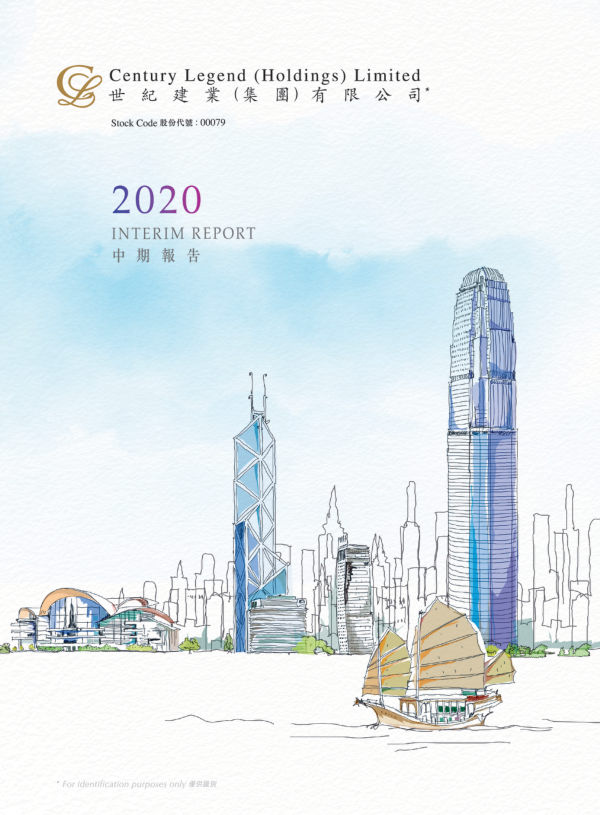 Century Legend (Holdings) Limited
世紀建業(集團)有限公司*
Stock Code 股份代號 : 00079
2020
INTERIM REPORT
中期報告
* For identification purposes only 僅供識別